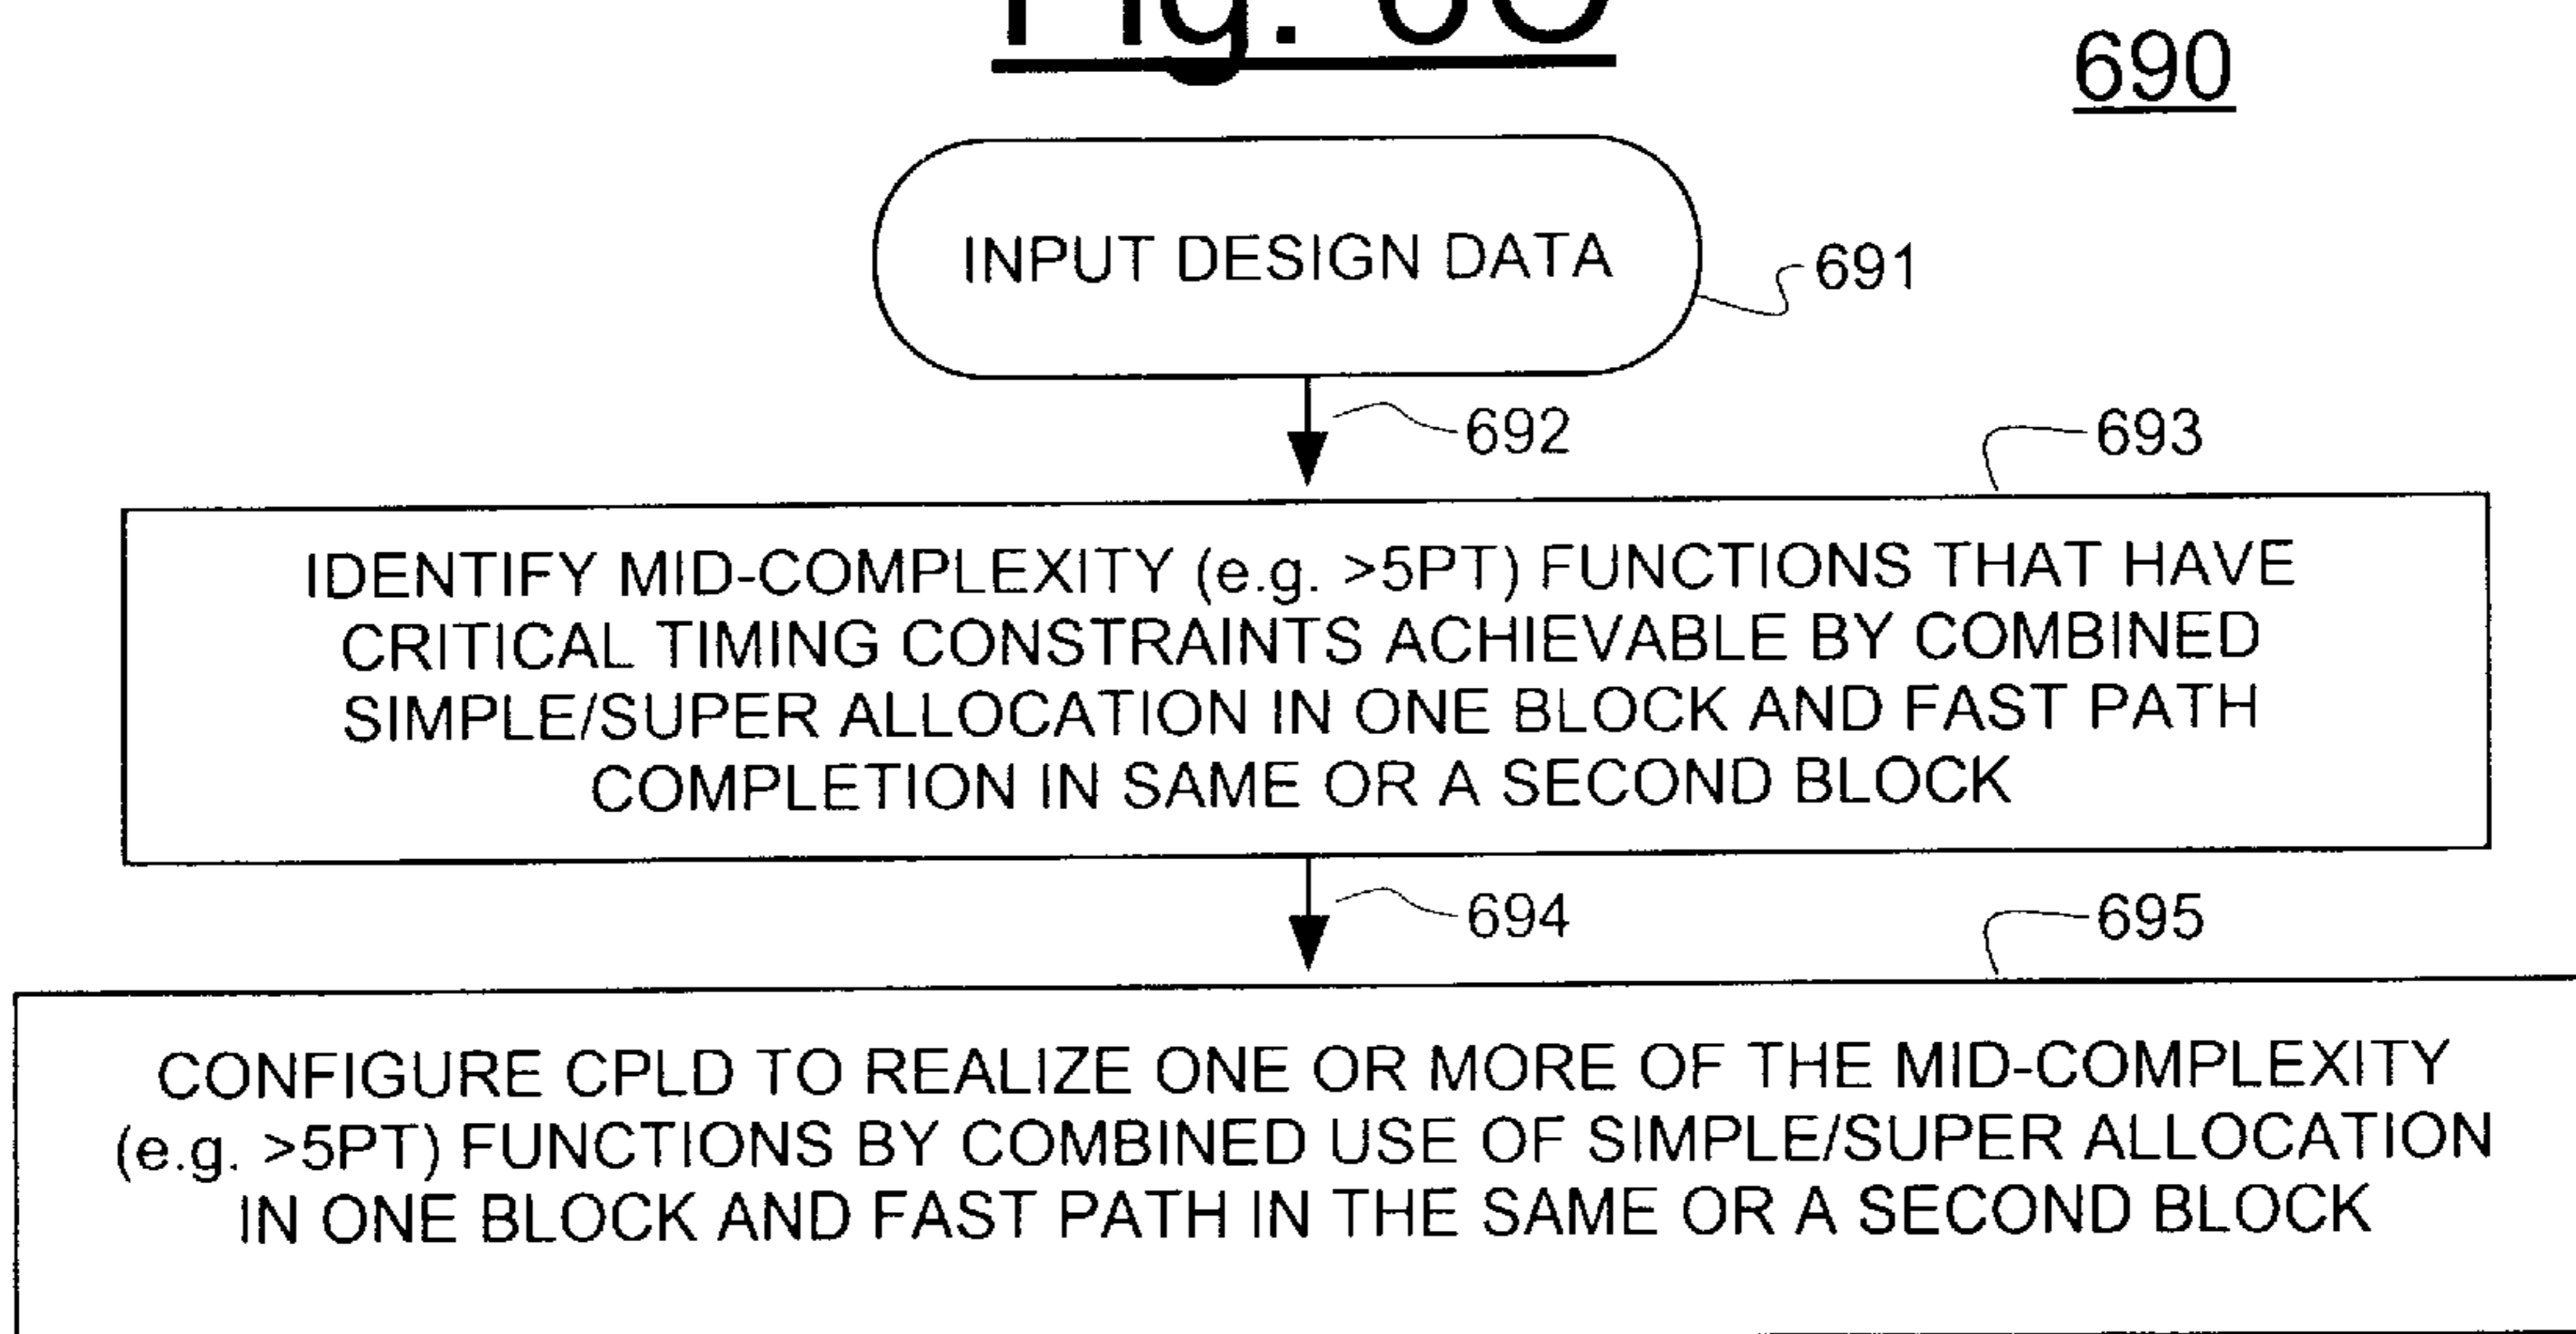 690
INPUT DESIGN DATA
691
692
693
IDENTIFY MID-COMPLEXITY (e.g. >5PT) FUNCTIONS THAT HAVE
CRITICAL TIMING CONSTRAINTS ACHIEVABLE BY COMBINED
SIMPLE/SUPER ALLOCATION IN ONE BLOCK AND FAST PATH
COMPLETION IN SAME OR A SECOND BLOCK
694
695
CONFIGURE CPLD TO REALIZE ONE OR MORE OF THE MID-COMPLEXITY
(e.g. >5PT) FUNCTIONS BY COMBINED USE OF SIMPLE/SUPER ALLOCATION
IN ONE BLOCK AND FAST PATH IN THE SAME OR A SECOND BLOCK